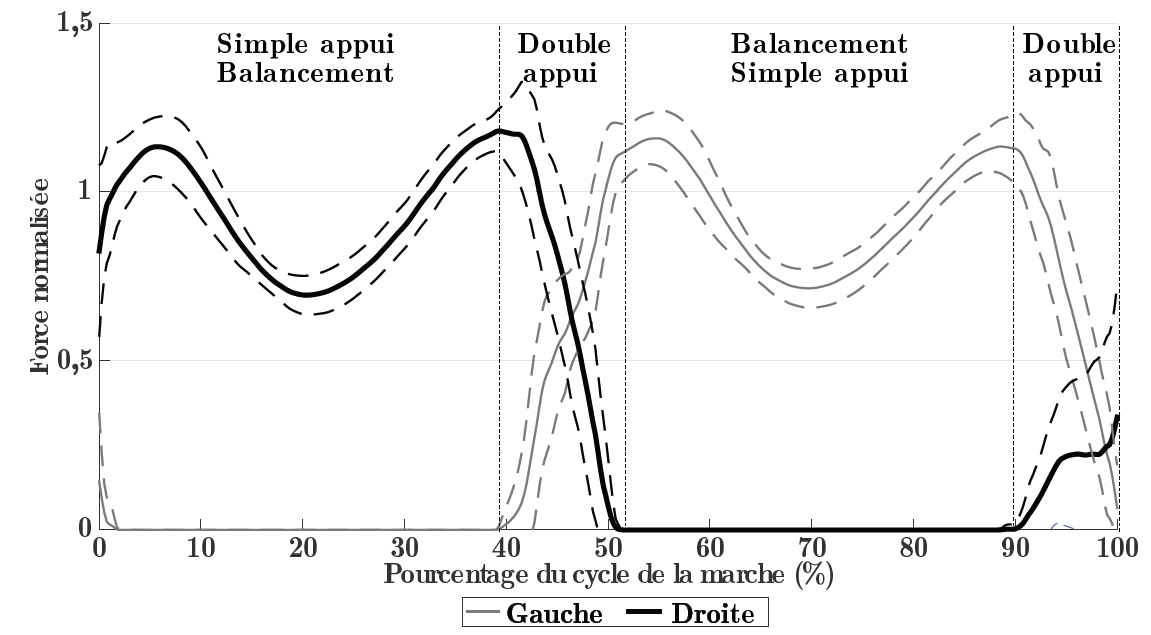 1,5
Simple appui
Balancement
Double
appui
Balancement
Simple appui
Double
appui
1
0,5
0
Force normalisée
0 10 20 30 40 50 60 70 80 90 100
Pourcentage du cycle de la marche (%)
Gauche Droite